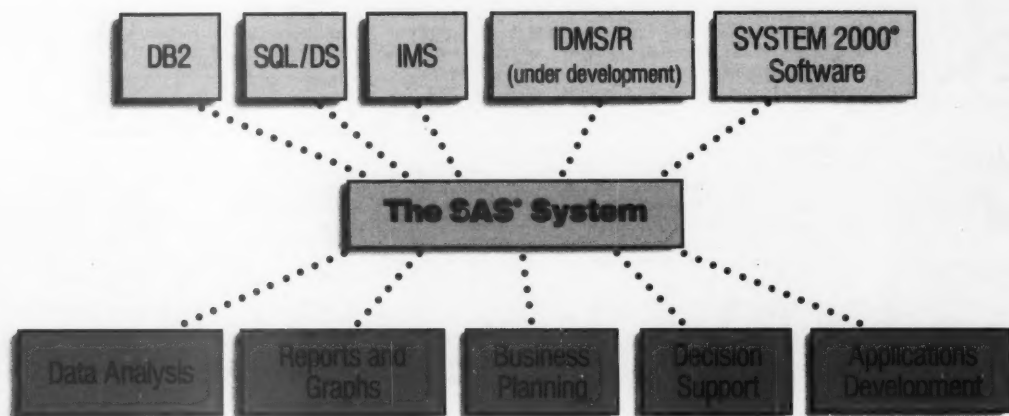 DB2
SQL/DS
IMS
IDMS/R
(under development)
SYSTEM 2000®
Software
The SAS® System
Data Analysis
Reports and
Graphs
Business
Planning
Decision
Support
Applications
Development